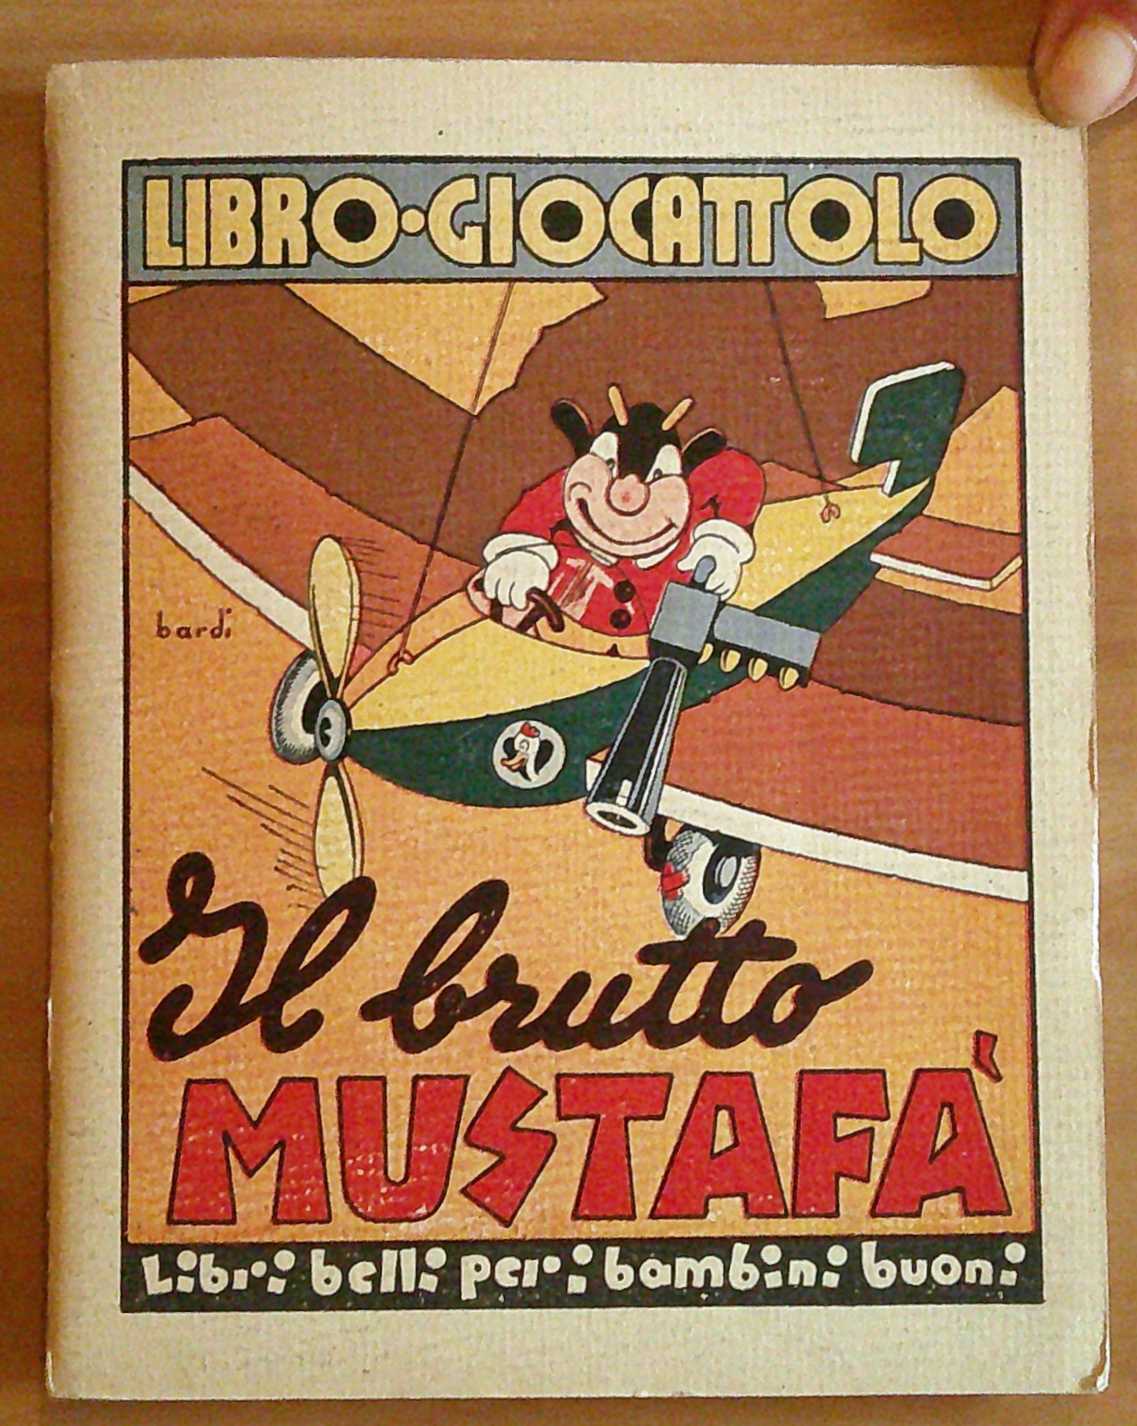 LIBRO·GIOCATTOLO
bardi
Il brutto
MUSTAFÀ
Libri belli per i bambini buoni